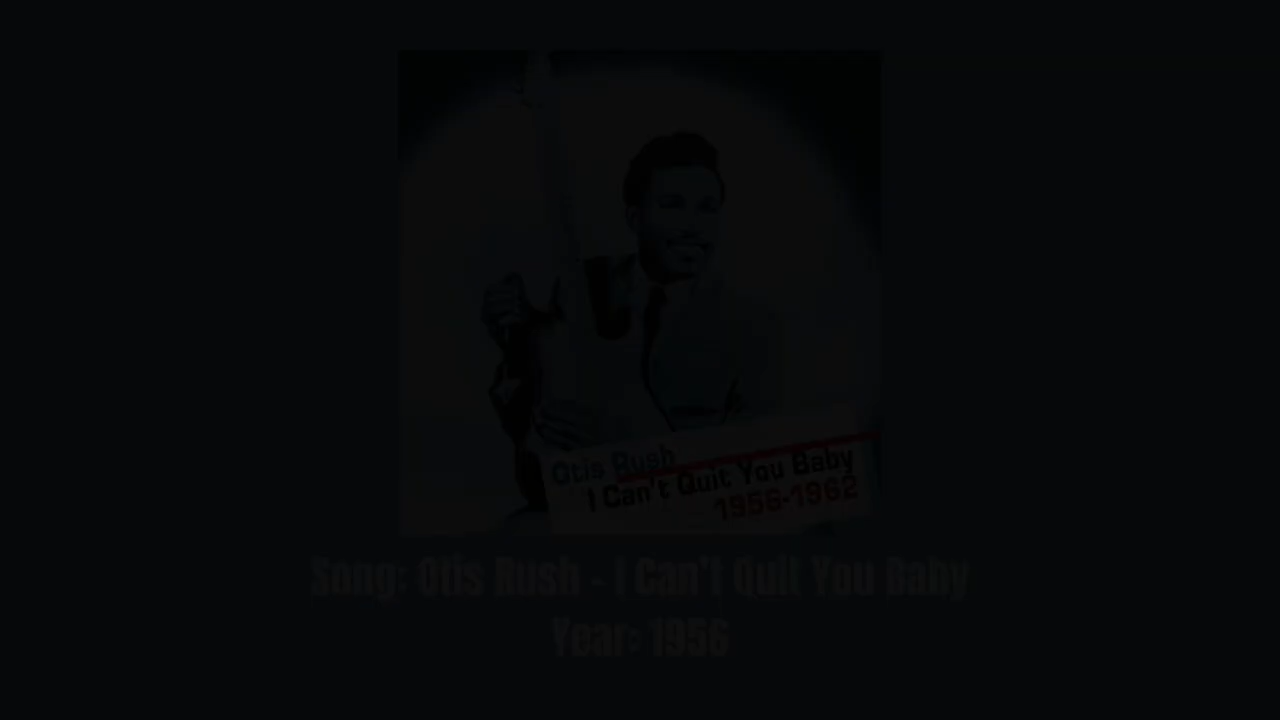 Otis Rush
I Can't Quit You Baby
1956-1962
Song: Otis Rush - I Can't Quit You Baby
Year: 1956